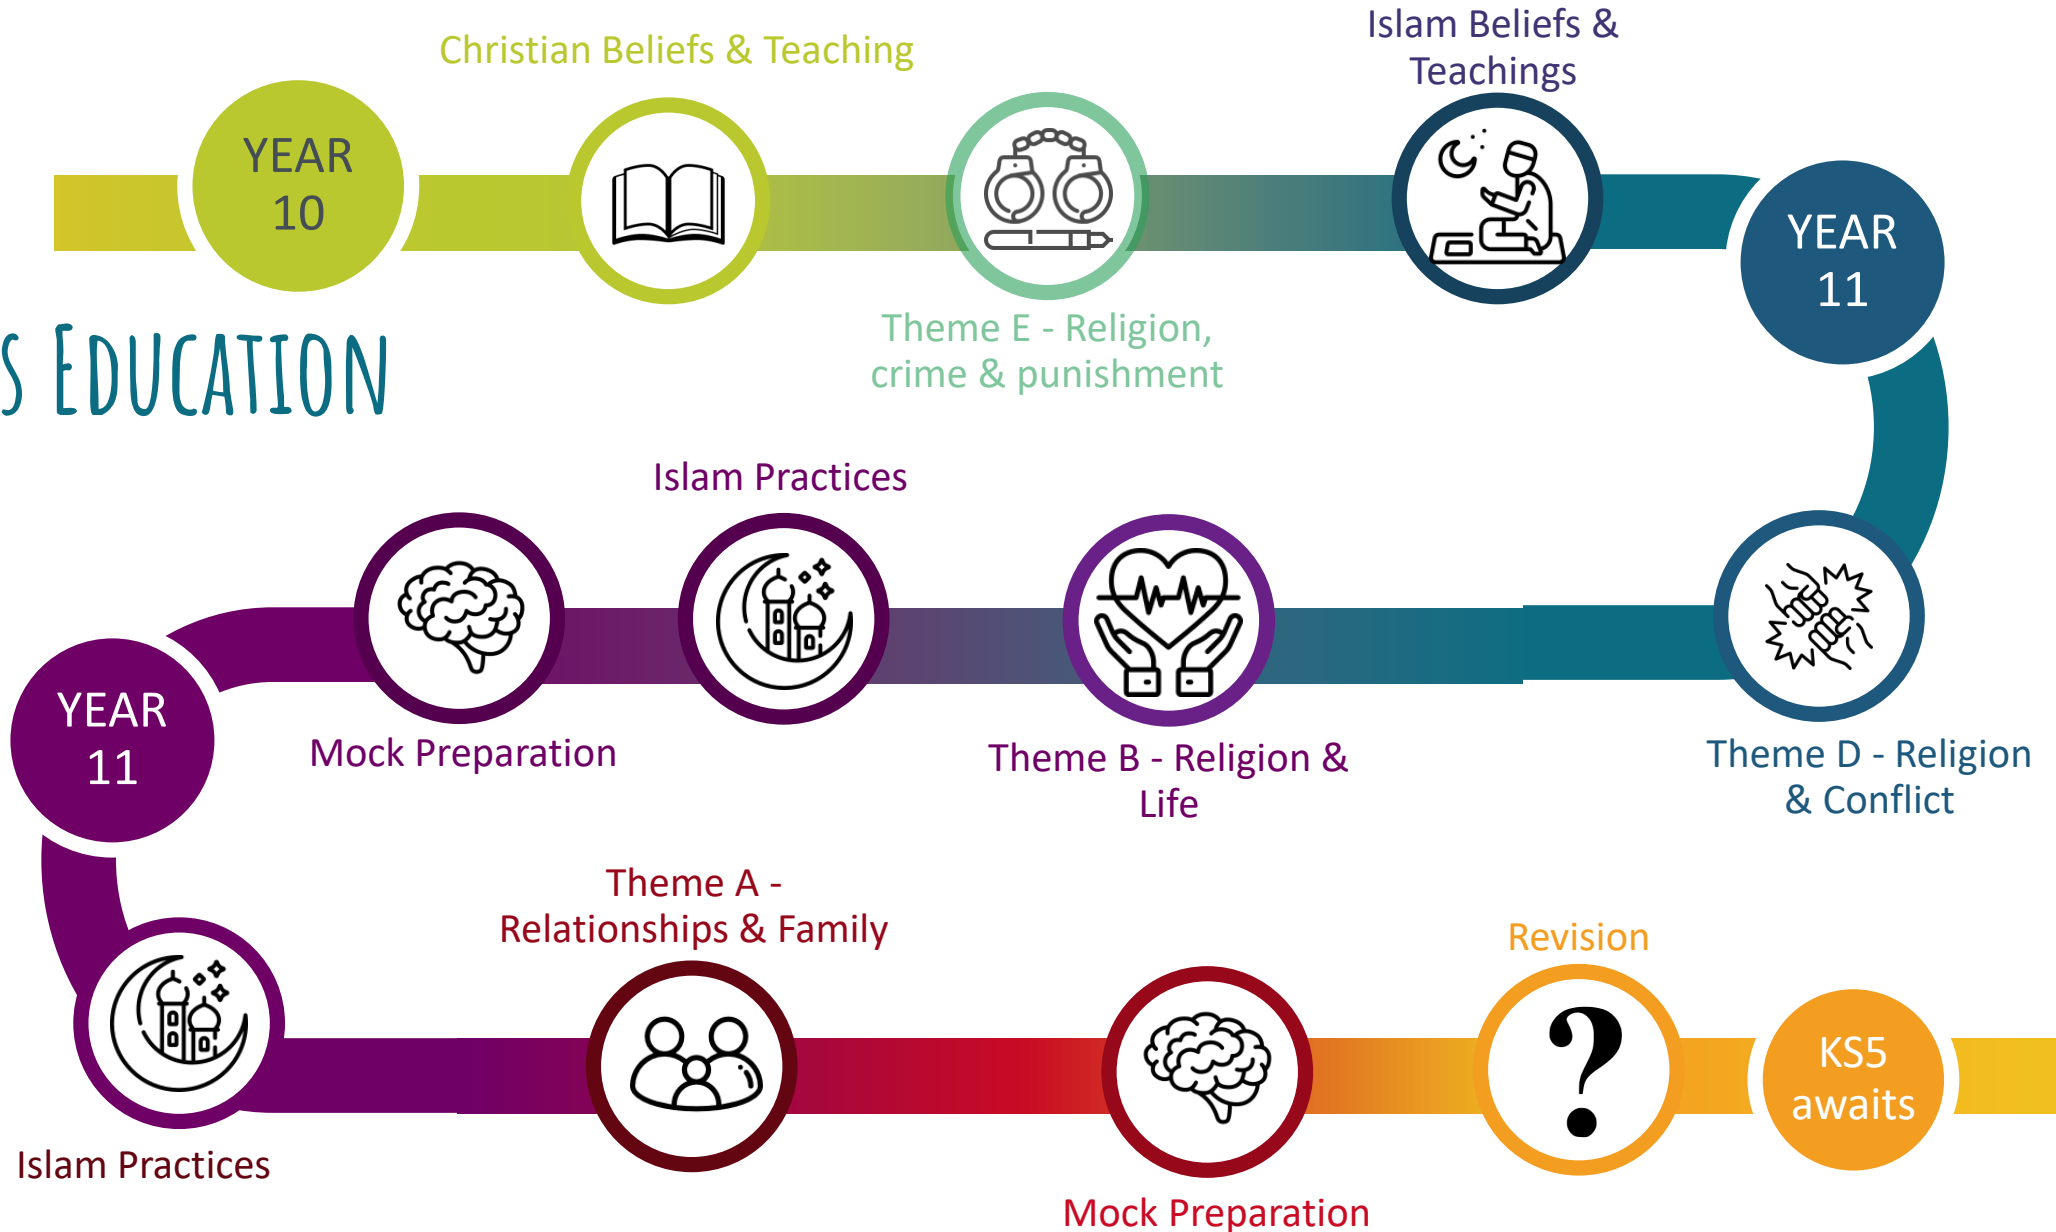 Christian Beliefs & Teaching
Islam Beliefs &
Teachings
YEAR
10
YEAR
11
Theme E - Religion,
crime & punishment
S EDUCATION
Islam Practices
Mock Preparation
Theme B - Religion &
Life
Theme D - Religion
& Conflict
YEAR
11
Theme A -
Relationships & Family
Revision
KS5
awaits
Islam Practices
Mock Preparation